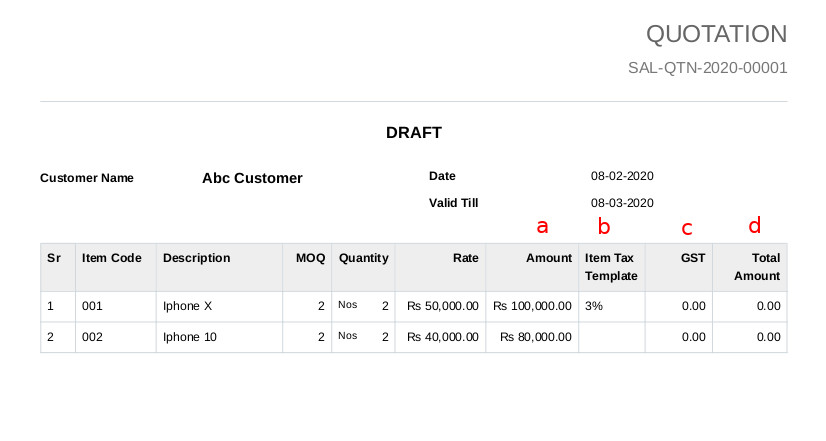 QUOTATION
SAL-QTN-2020-00001
DRAFT
Customer Name Abc Customer Date 08-02-2020
Valid Till 08-03-2020
a b c d
Sr Item Code Description MOQ Quantity Rate Amount Item Tax Template GST Total Amount
1 001 Iphone X 2 Nos 2 Rs 50,000.00 Rs 100,000.00 3% 0.00 0.00
2 002 Iphone 10 2 Nos 2 Rs 40,000.00 Rs 80,000.00 0.00 0.00